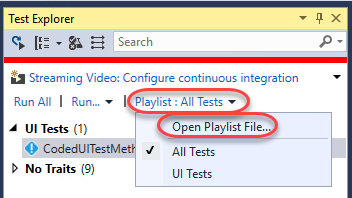 Test Explorer
Search
Streaming Video: Configure continuous integration
Run All | Run... | Playlist : All Tests
Open Playlist File...
UI Tests (1)
CodedUITestMeth
All Tests
No Traits (9)
UI Tests